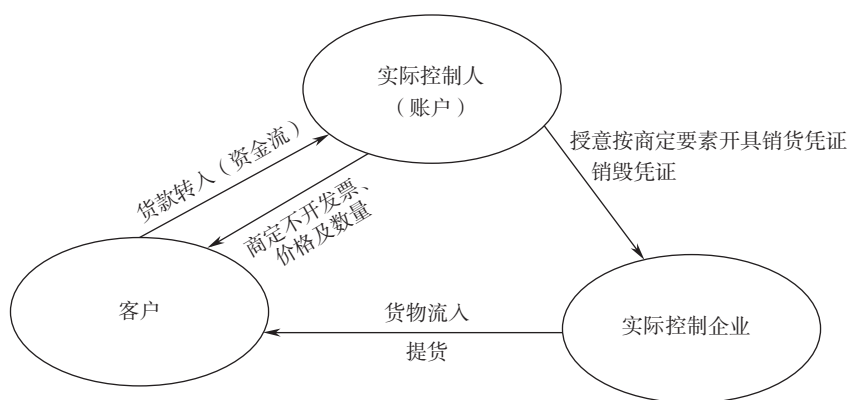 实际控制人
（账户）
授意按商定要素开具销货凭证
销毁凭证
货款转入（资金流）
商定不开发票、
价格及数量
客户
货物流入
提货
实际控制企业